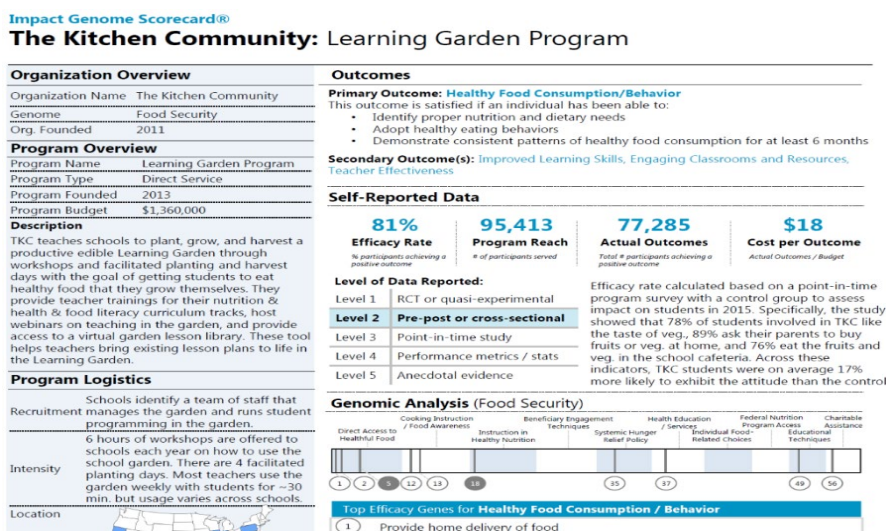 Impact Genome Scorecard®
The Kitchen Community: Learning Garden Program
Organization Overview
Organization Name The Kitchen Community
Genome Food Security
Org. Founded 2011
Program Overview
Program Name Learning Garden Program
Program Type Direct Service
Program Founded 2013
Program Budget $1,360,000
Description
TKC teaches schools to plant, grow, and harvest a
productive edible Learning Garden through
workshops and facilitated planting and harvest
days with the goal of getting students to eat
healthy food that they grow themselves. They
provide teacher trainings for their nutrition &
health & food literacy curriculum tracks, host
webinars on teaching in the garden, and provide
access to a virtual garden lesson library. These tool
helps teachers bring existing lesson plans to life in
the Learning Garden.
Program Logistics
Recruitment
Schools identify a team of staff that
manages the garden and runs student
programming in the garden.
Intensity
6 hours of workshops are offered to
schools each year on how to use the
school garden. There are 4 facilitated
planting days. Most teachers use the
garden weekly with students for ~30
min. but usage varies across schools.
Location
Outcomes
Primary Outcome: Healthy Food Consumption/Behavior
This outcome is satisfied if an individual has been able to:
• Identify proper nutrition and dietary needs
• Adopt healthy eating behaviors
• Demonstrate consistent patterns of healthy food consumption for at least 6 months
Secondary Outcome(s): Improved Learning Skills, Engaging Classrooms and Resources,
Teacher Effectiveness
Self-Reported Data
81% 95,413 77,285 $18
Efficacy Rate Program Reach Actual Outcomes Cost per Outcome
% participants achieving a positive outcome
# of participants served
Total # participants achieving a positive outcome
Actual Outcomes / Budget
Level of Data Reported:
Level 1 RCT or quasi-experimental
Level 2 Pre-post or cross-sectional
Level 3 Point-in-time study
Level 4 Performance metrics / stats
Level 5 Anecdotal evidence
Efficacy rate calculated based on a point-in-time
program survey with a control group to assess
impact on students in 2015. Specifically, the study
showed that 78% of students involved in TKC like
the taste of veg., 89% ask their parents to buy
fruits or veg. at home, and 76% eat the fruits and
veg. in the school cafeteria. Across these
indicators, TKC students were on average 17%
more likely to exhibit the attitude than the control
Genomic Analysis (Food Security)
Direct Access to Healthful Food
Cooking Instruction / Food Awareness
Instruction in Healthy Nutrition
Beneficiary Engagement Techniques
Systemic Hunger Relief Policy
Health Education / Services
Individual Food-Related Choices
Federal Nutrition Program Access
Educational Techniques
Charitable Assistance
1 2 5 12 13 18 35 37 49 56
Top Efficacy Genes for Healthy Food Consumption / Behavior
1 Provide home delivery of food